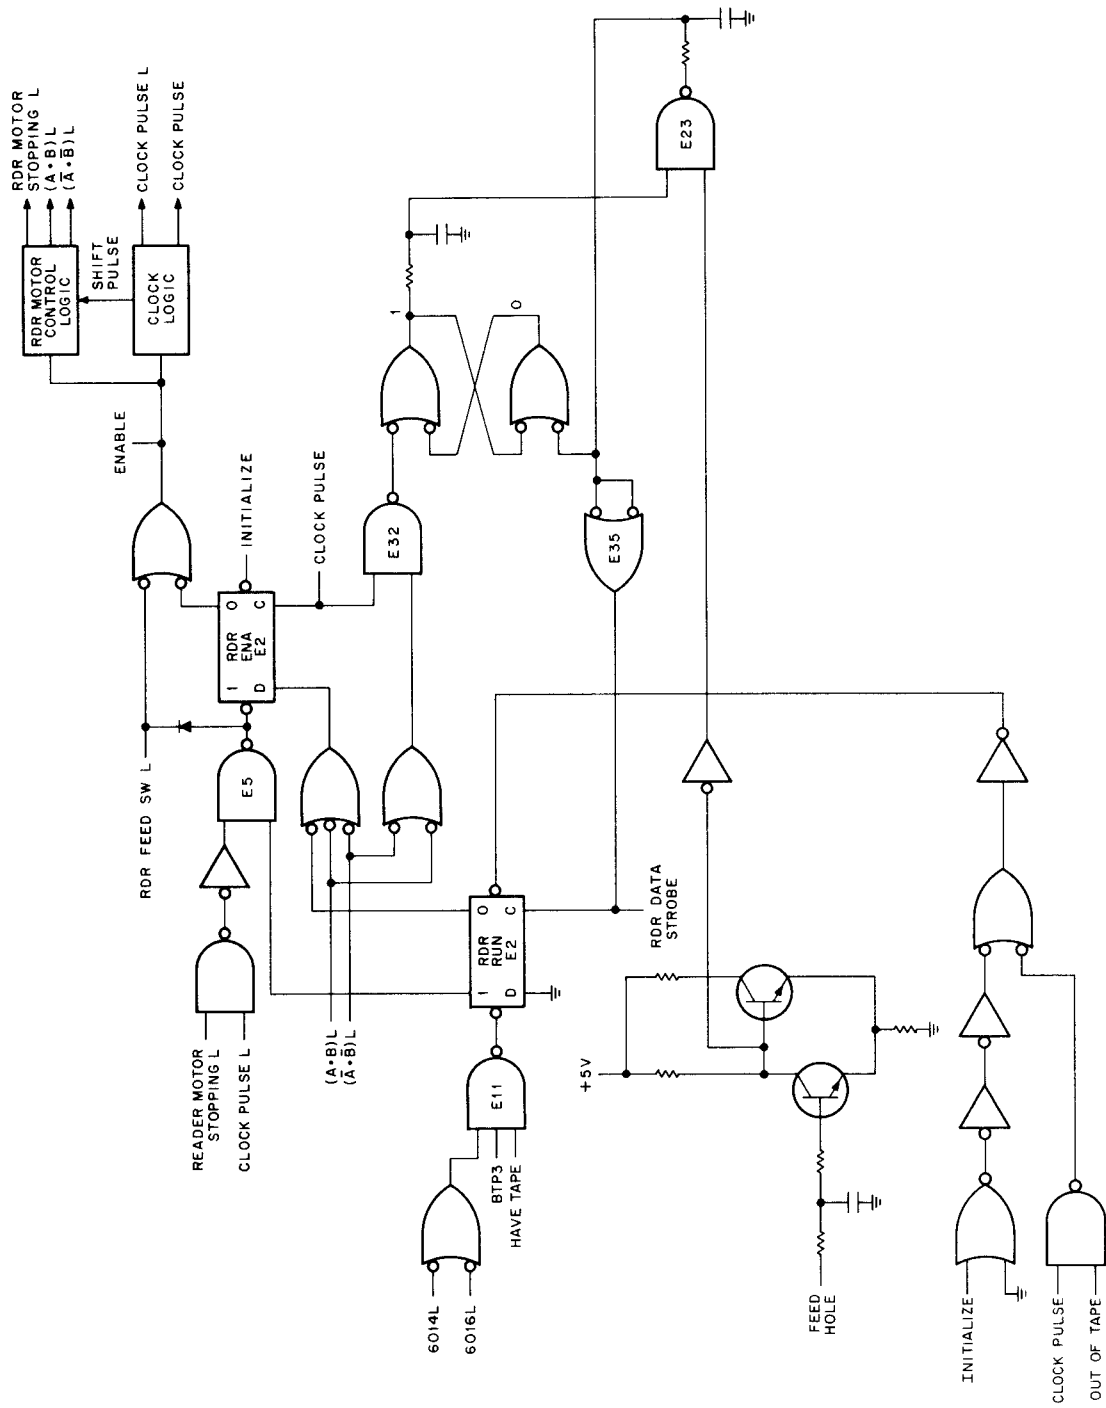 RDR MOTOR
STOPPING L
(A•B)L
(A̅•B)L
CLOCK PULSE L
CLOCK PULSE
RDR MOTOR
CONTROL
LOGIC
SHIFT
PULSE
CLOCK
LOGIC
ENABLE
INITIALIZE
CLOCK PULSE
RDR FEED SW L
1
0
RDR
ENA
E2
D
C
E5
E32
1
0
E23
E35
READER MOTOR
STOPPING L
CLOCK PULSE L
(A•B)L
(A̅•B)L
1
0
RDR
RUN
E2
D
C
RDR DATA
STROBE
E11
BTP3
HAVE TAPE
6014L
6016L
+5V
FEED
HOLE
INITIALIZE
CLOCK PULSE
OUT OF TAPE